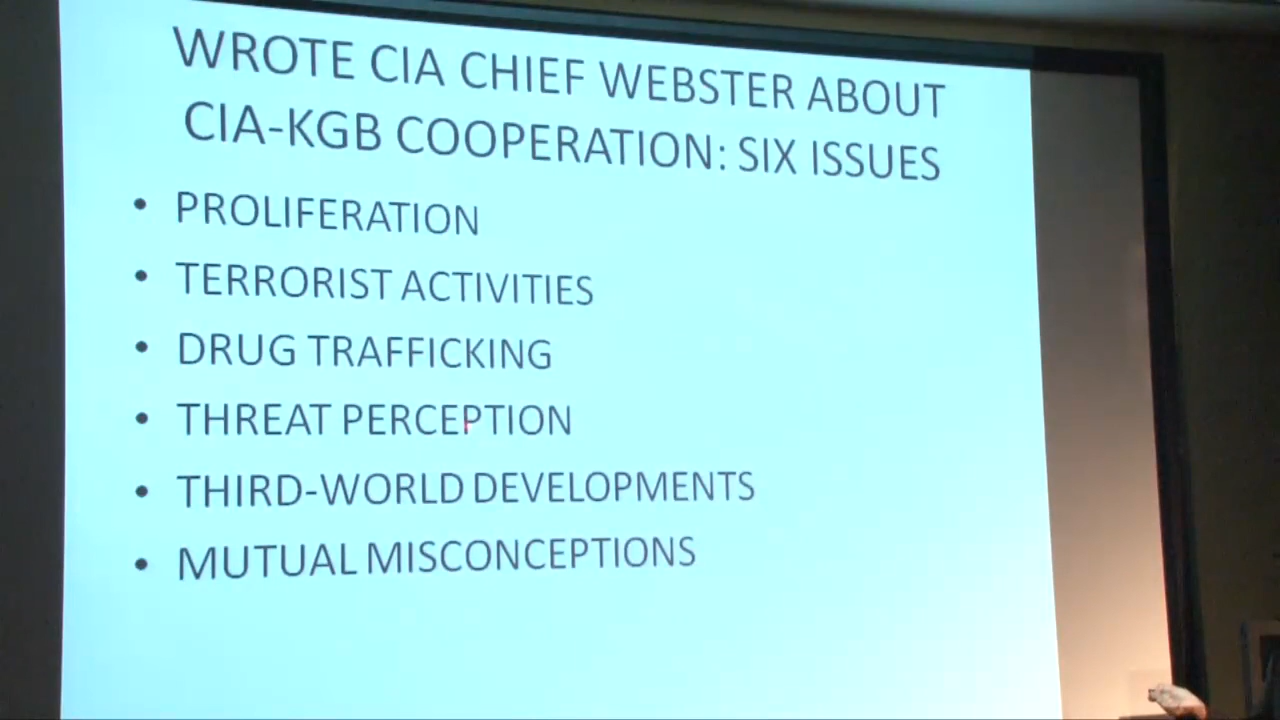 WROTE CIA CHIEF WEBSTER ABOUT
CIA-KGB COOPERATION: SIX ISSUES
• PROLIFERATION
• TERRORIST ACTIVITIES
• DRUG TRAFFICKING
• THREAT PERCEPTION
• THIRD-WORLD DEVELOPMENTS
• MUTUAL MISCONCEPTIONS